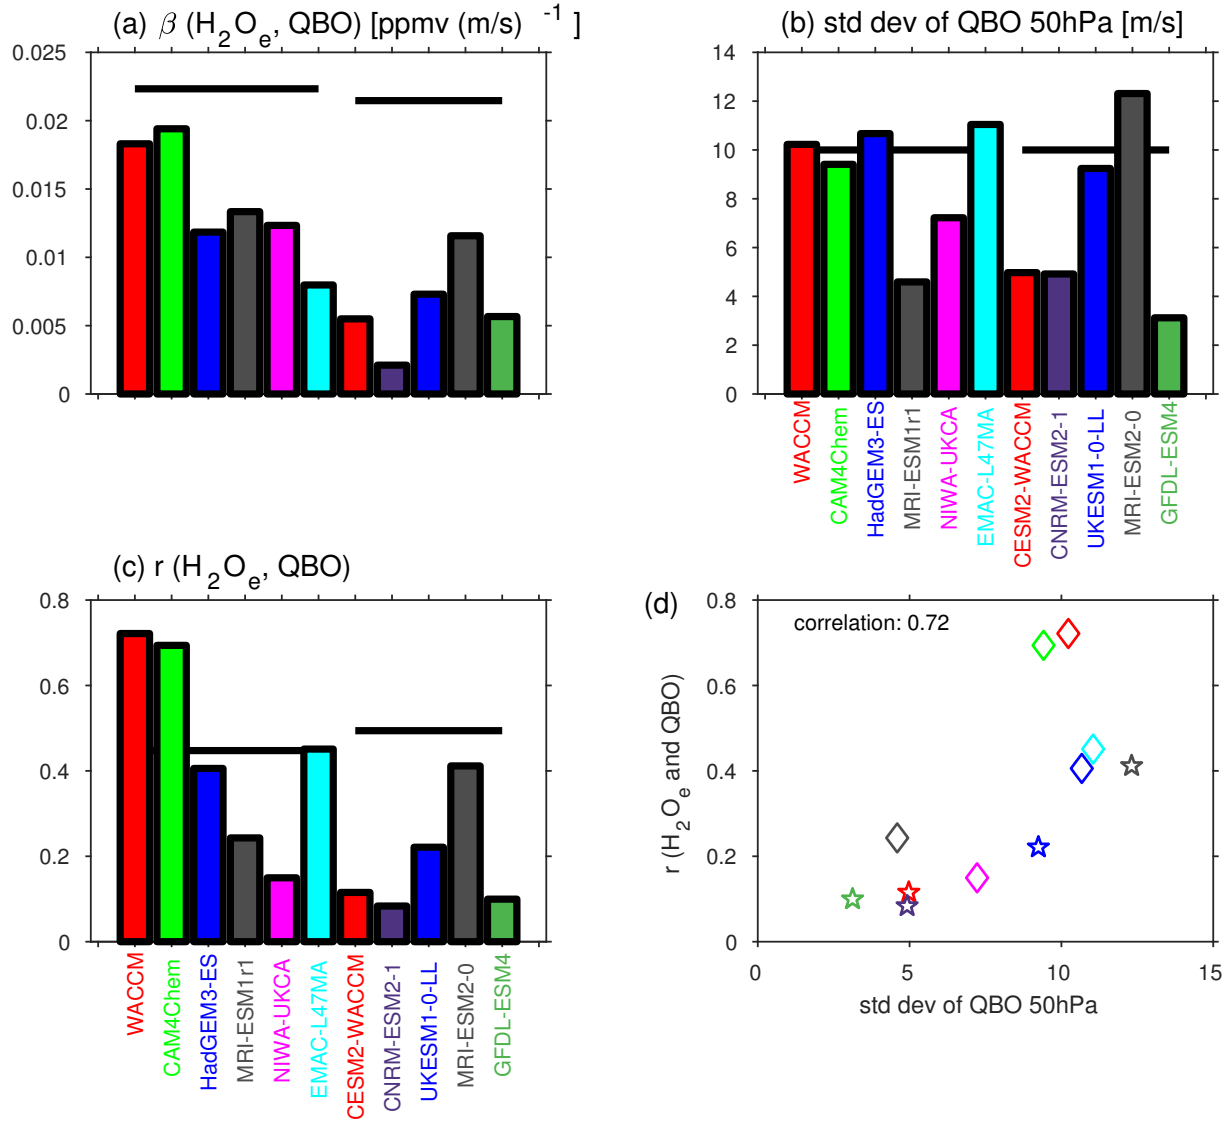 (a) β (H2Oe, QBO) [ppmv (m/s) -1 ]
0.025
0.02
0.015
0.01
0.005
0
(b) std dev of QBO 50hPa [m/s]
14
12
10
8
6
4
2
0
WACCM
CAM4Chem
HadGEM3-ES
MRI-ESM1r1
NIWA-UKCA
EMAC-L47MA
CESM2-WACCM
CNRM-ESM2-1
UKESM1-0-LL
MRI-ESM2-0
GFDL-ESM4
(c) r (H2Oe, QBO)
0.8
0.6
0.4
0.2
0
WACCM
CAM4Chem
HadGEM3-ES
MRI-ESM1r1
NIWA-UKCA
EMAC-L47MA
CESM2-WACCM
CNRM-ESM2-1
UKESM1-0-LL
MRI-ESM2-0
GFDL-ESM4
(d)
correlation: 0.72
r (H2Oe and QBO)
0.8
0.6
0.4
0.2
0
0 5 10 15
std dev of QBO 50hPa